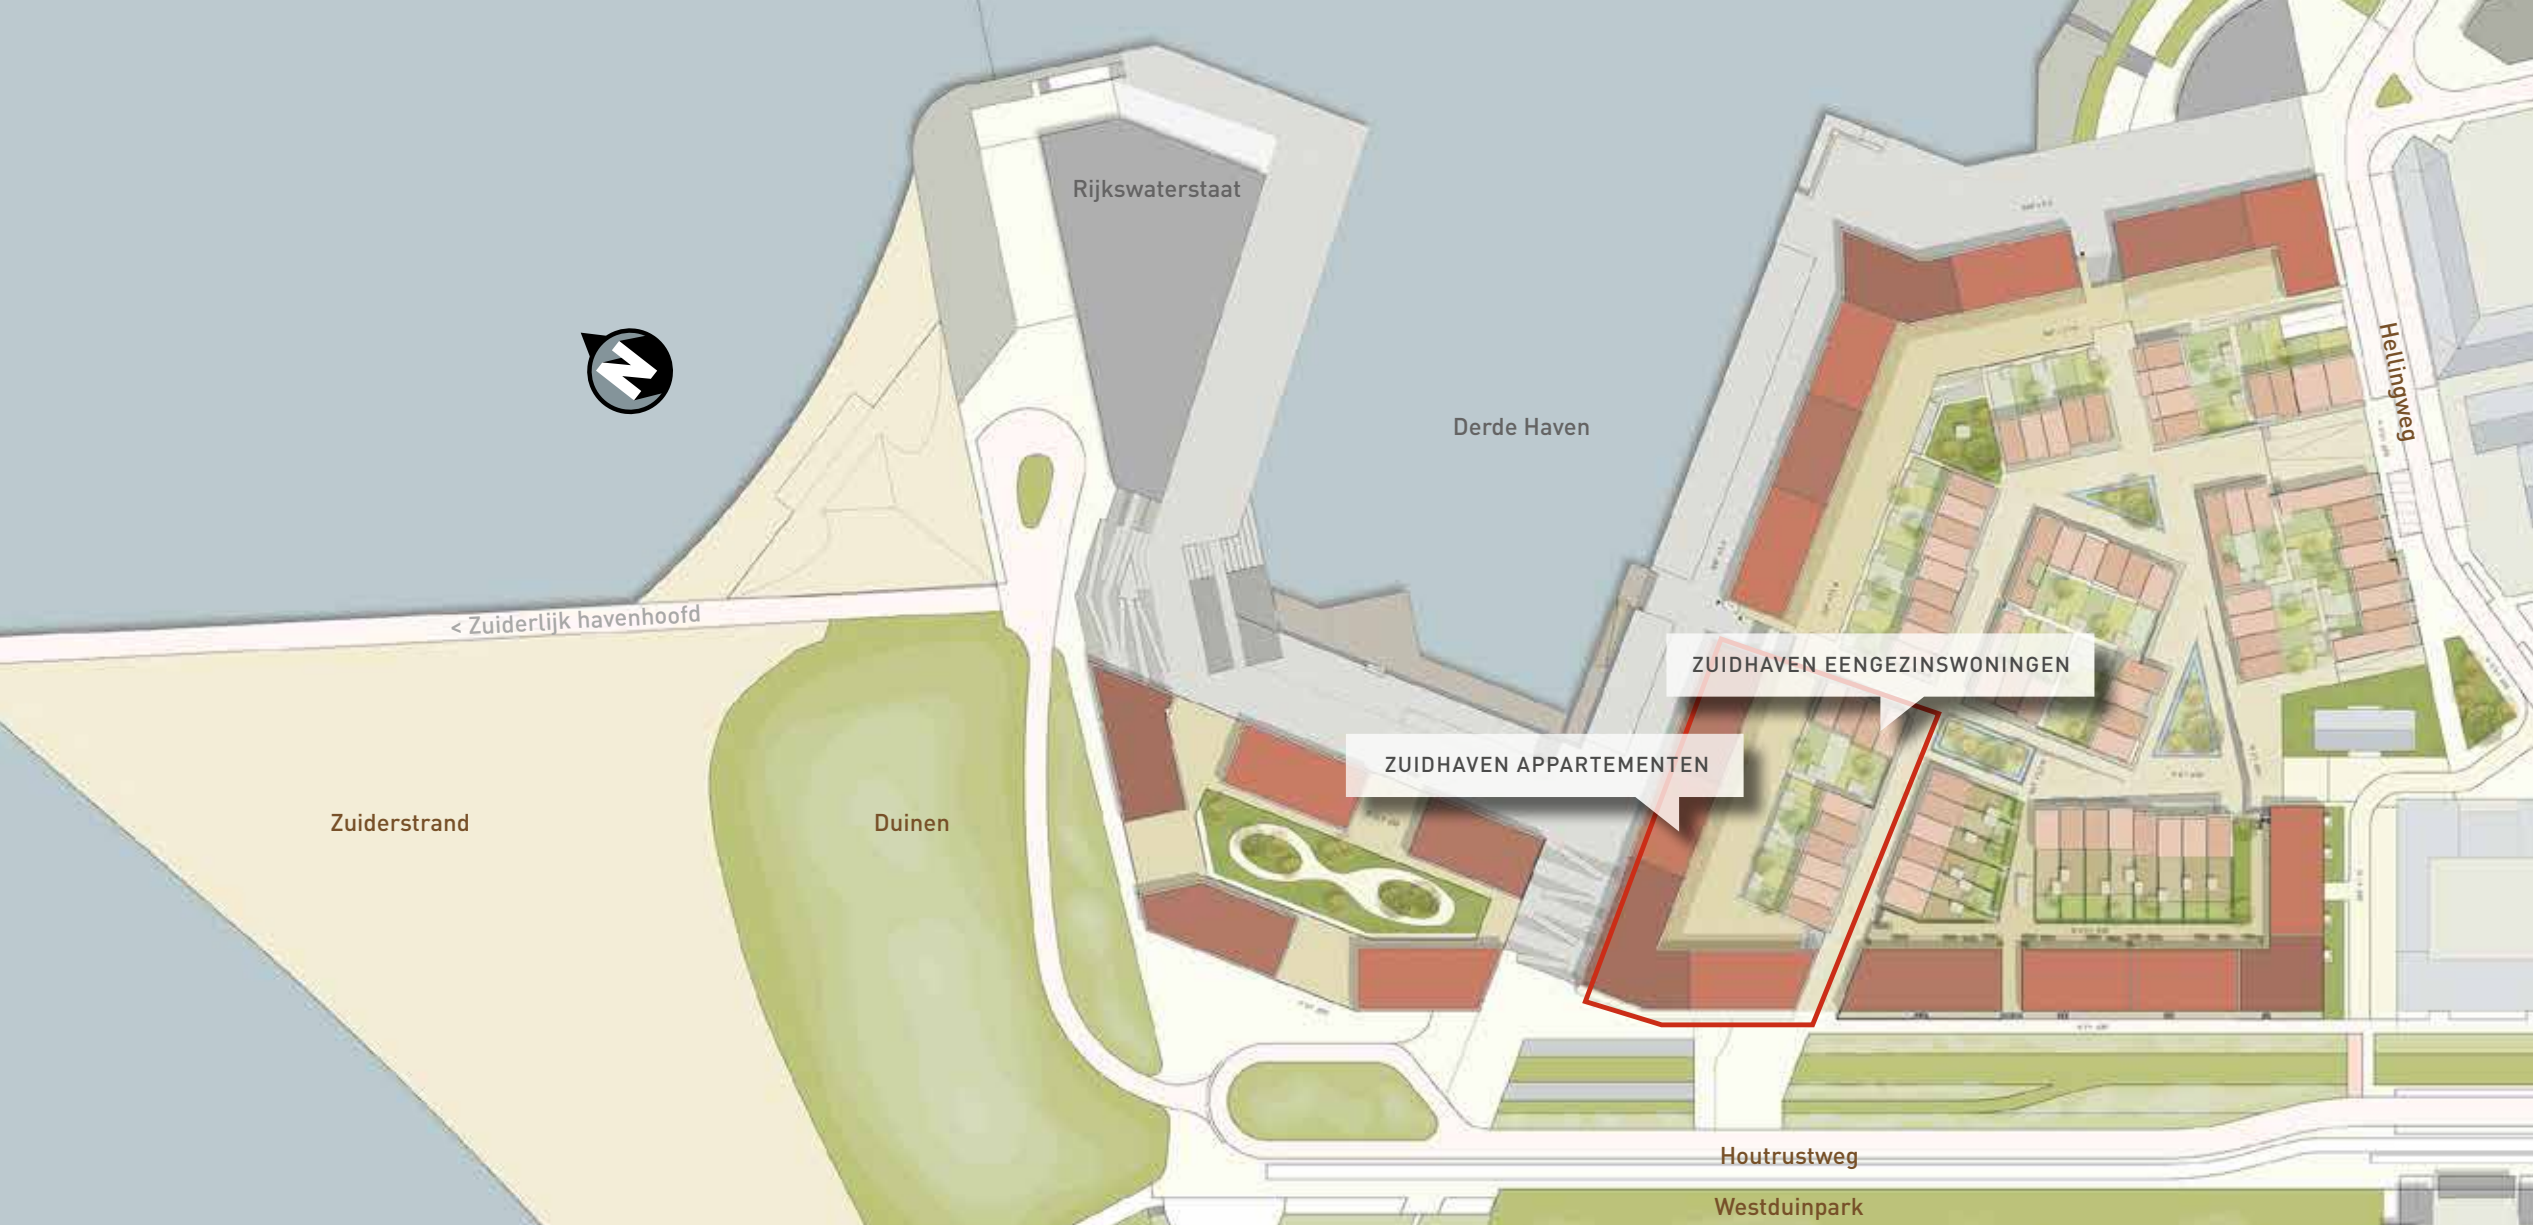 Rijkswaterstaat
N
Hellingweg
Derde Haven
< Zuiderlijk havenhoofd
ZUIDHAVEN EENGEZINSWONINGEN
ZUIDHAVEN APPARTEMENTEN
Zuiderstrand
Duinen
Houtrustweg
Westduinpark